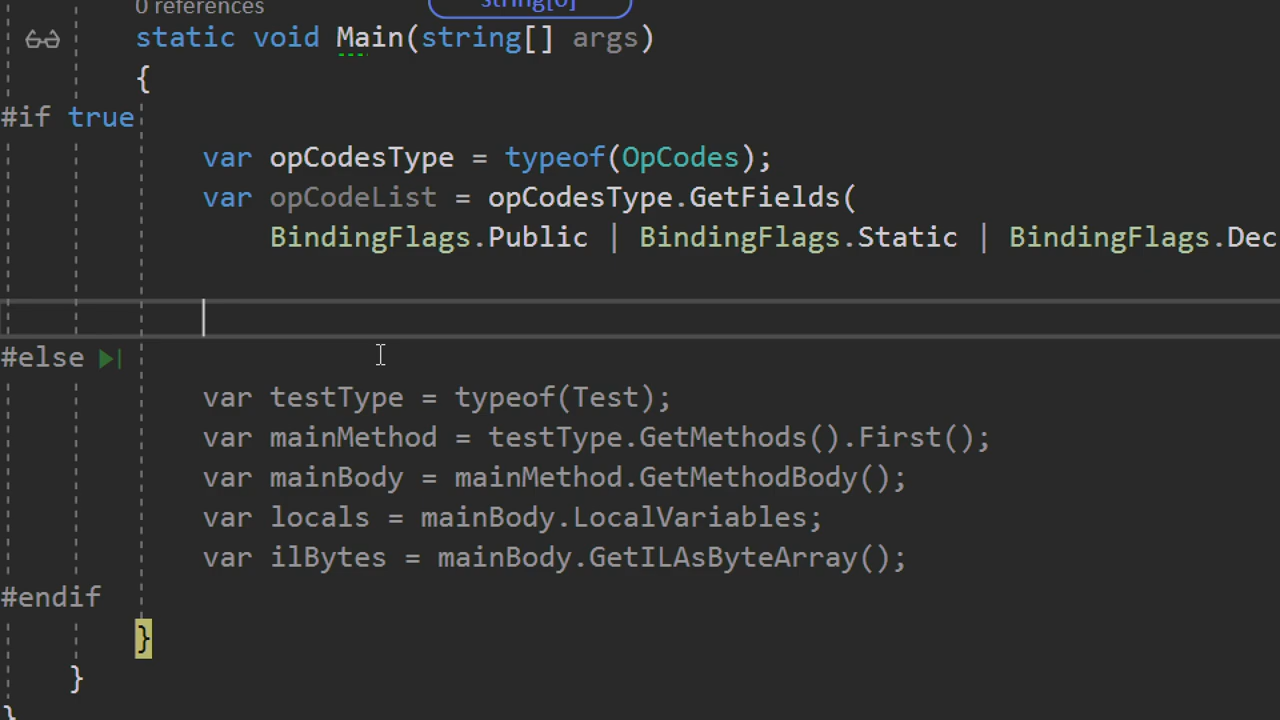 0 references
string[0]
static void Main(string[] args)
{
#if true
var opCodesType = typeof(OpCodes);
var opCodeList = opCodesType.GetFields(
BindingFlags.Public | BindingFlags.Static | BindingFlags.Dec
#else
var testType = typeof(Test);
var mainMethod = testType.GetMethods().First();
var mainBody = mainMethod.GetMethodBody();
var locals = mainBody.LocalVariables;
var ilBytes = mainBody.GetILAsByteArray();
#endif
}
}
}